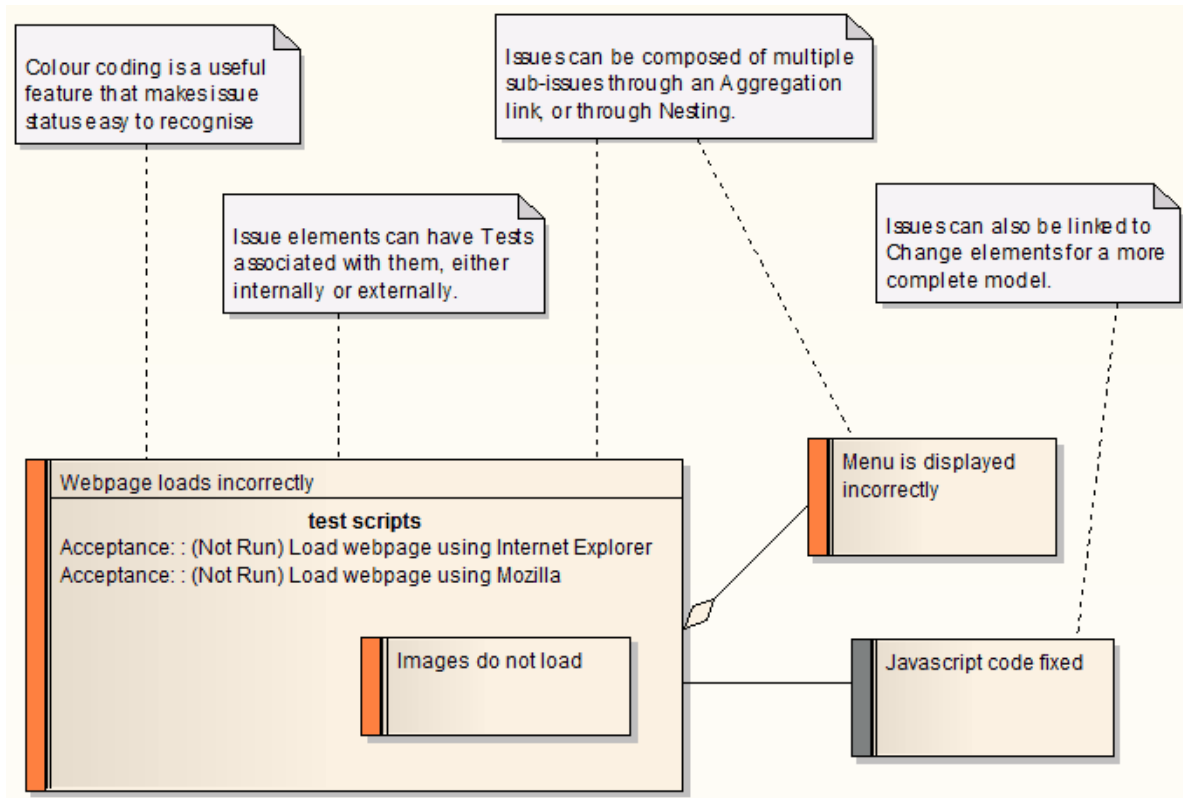 Colour coding is a useful
feature that makes issue
status easy to recognise
Issues can be composed of multiple
sub-issues through an Aggregation
link, or through Nesting.
Issue elements can have Tests
associated with them, either
internally or externally.
Issues can also be linked to
Change elements for a more
complete model.
Webpage loads incorrectly
test scripts
Acceptance: : (Not Run) Load webpage using Internet Explorer
Acceptance: : (Not Run) Load webpage using Mozilla
Images do not load
Menu is displayed
incorrectly
Javascript code fixed